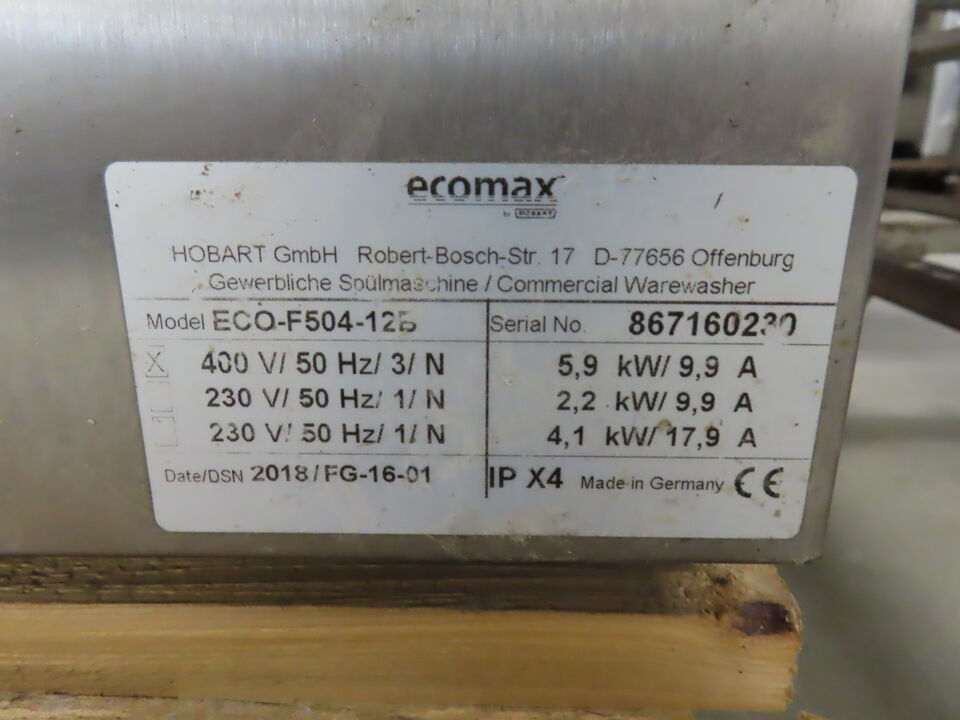 ecomax
by HOBART
HOBART GmbH Robert-Bosch-Str. 17 D-77656 Offenburg
Gewerbliche Spülmaschine / Commercial Warewasher
Model ECO-F504-12B Serial No. 867160230
X 400 V/ 50 Hz/ 3/ N 5,9 kW/ 9,9 A
230 V/ 50 Hz/ 1/ N 2,2 kW/ 9,9 A
230 V/ 50 Hz/ 1/ N 4,1 kW/ 17,9 A
Date/DSN 2018/FG-16-01 IP X4 Made in Germany CE